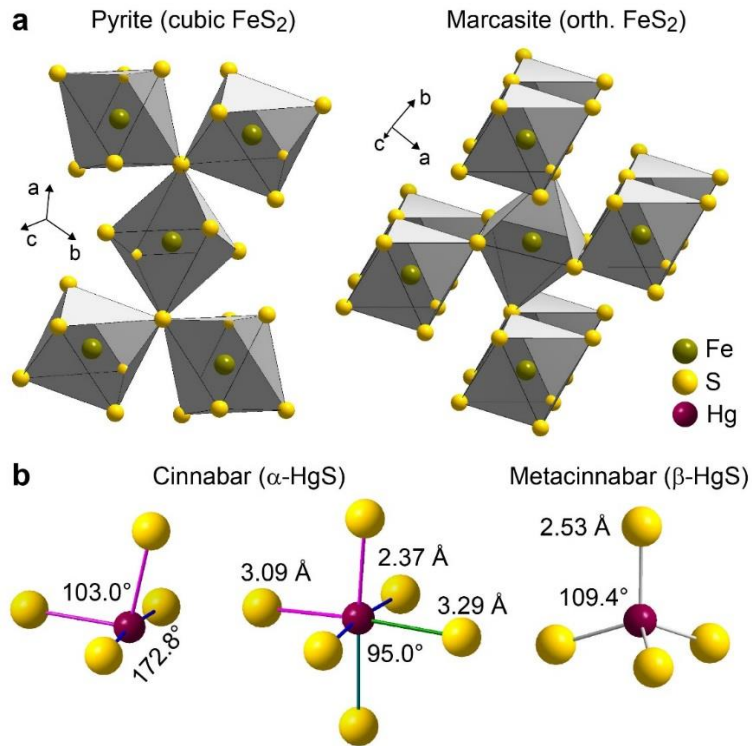 a
Pyrite (cubic FeS₂)
Marcasite (orth. FeS₂)
a
c
b
b
c
a
Fe
S
Hg
b
Cinnabar (α-HgS)
Metacinnabar (β-HgS)
103.0°
172.8°
3.09 Å
2.37 Å
3.29 Å
95.0°
2.53 Å
109.4°